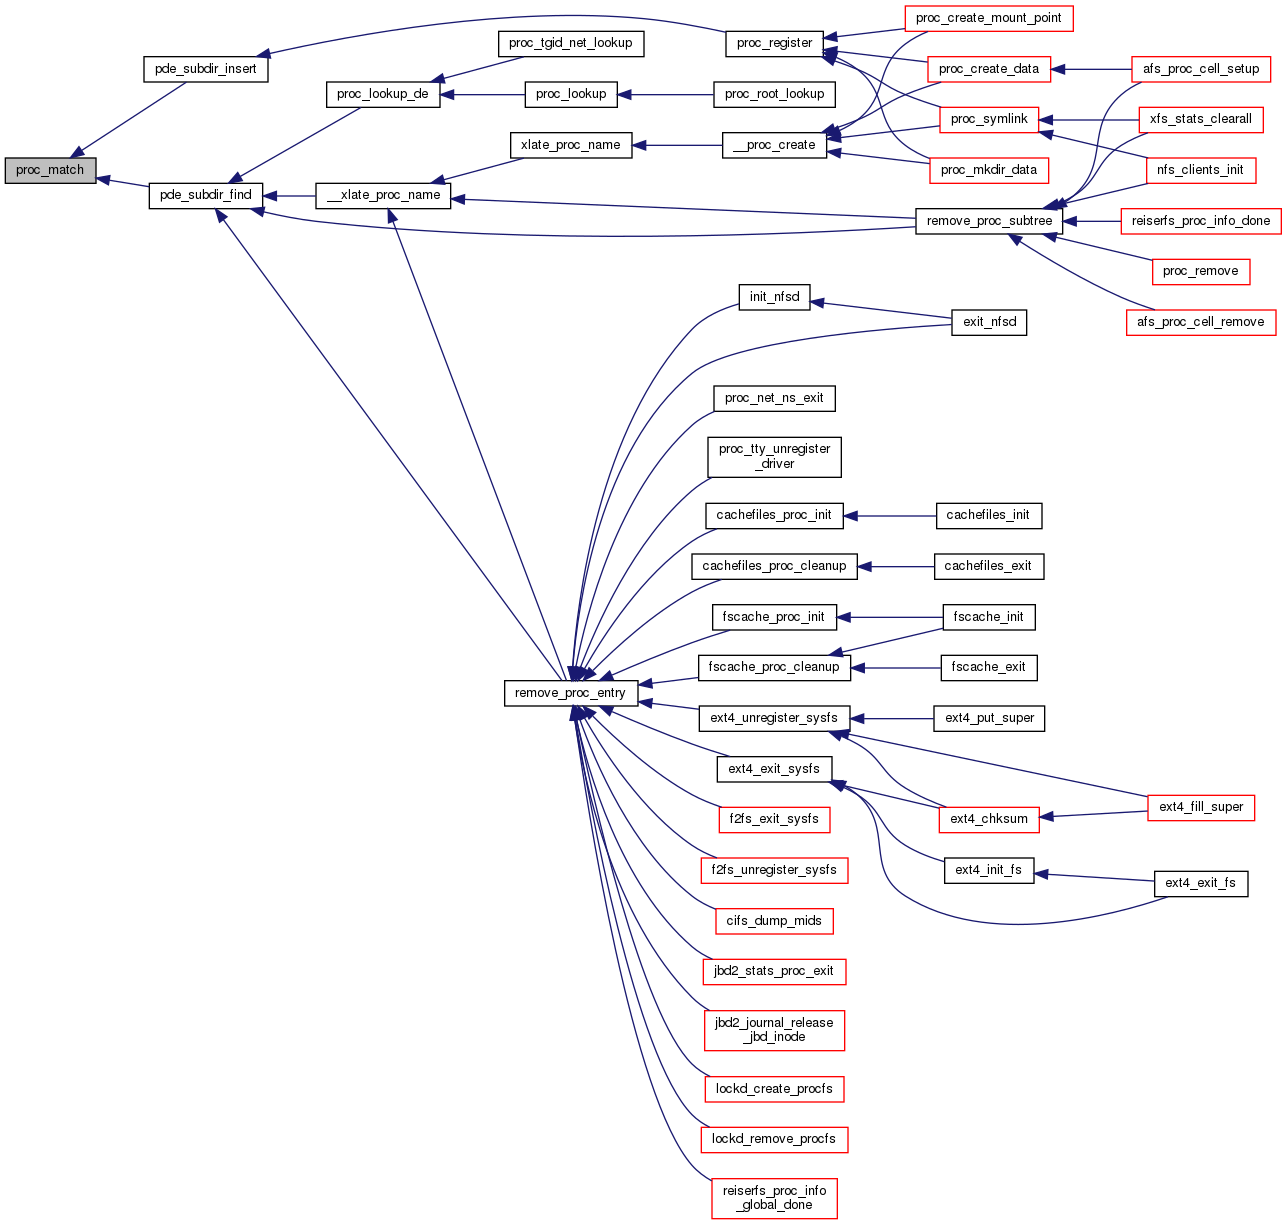 proc_create_mount_point
proc_tgid_net_lookup
proc_register
pde_subdir_insert
proc_create_data
afs_proc_cell_setup
proc_lookup_de
proc_lookup
proc_root_lookup
proc_symlink
xfs_stats_clearall
xlate_proc_name
__proc_create
proc_match
proc_mkdir_data
nfs_clients_init
pde_subdir_find
__xlate_proc_name
remove_proc_subtree
reiserfs_proc_info_done
proc_remove
init_nfsd
exit_nfsd
afs_proc_cell_remove
proc_net_ns_exit
proc_tty_unregister
_driver
cachefiles_proc_init
cachefiles_init
cachefiles_proc_cleanup
cachefiles_exit
fscache_proc_init
fscache_init
fscache_proc_cleanup
fscache_exit
remove_proc_entry
ext4_unregister_sysfs
ext4_put_super
ext4_exit_sysfs
ext4_fill_super
f2fs_exit_sysfs
ext4_chksum
f2fs_unregister_sysfs
ext4_init_fs
ext4_exit_fs
cifs_dump_mids
jbd2_stats_proc_exit
jbd2_journal_release
_jbd_inode
lockd_create_procfs
lockd_remove_procfs
reiserfs_proc_info
_global_done